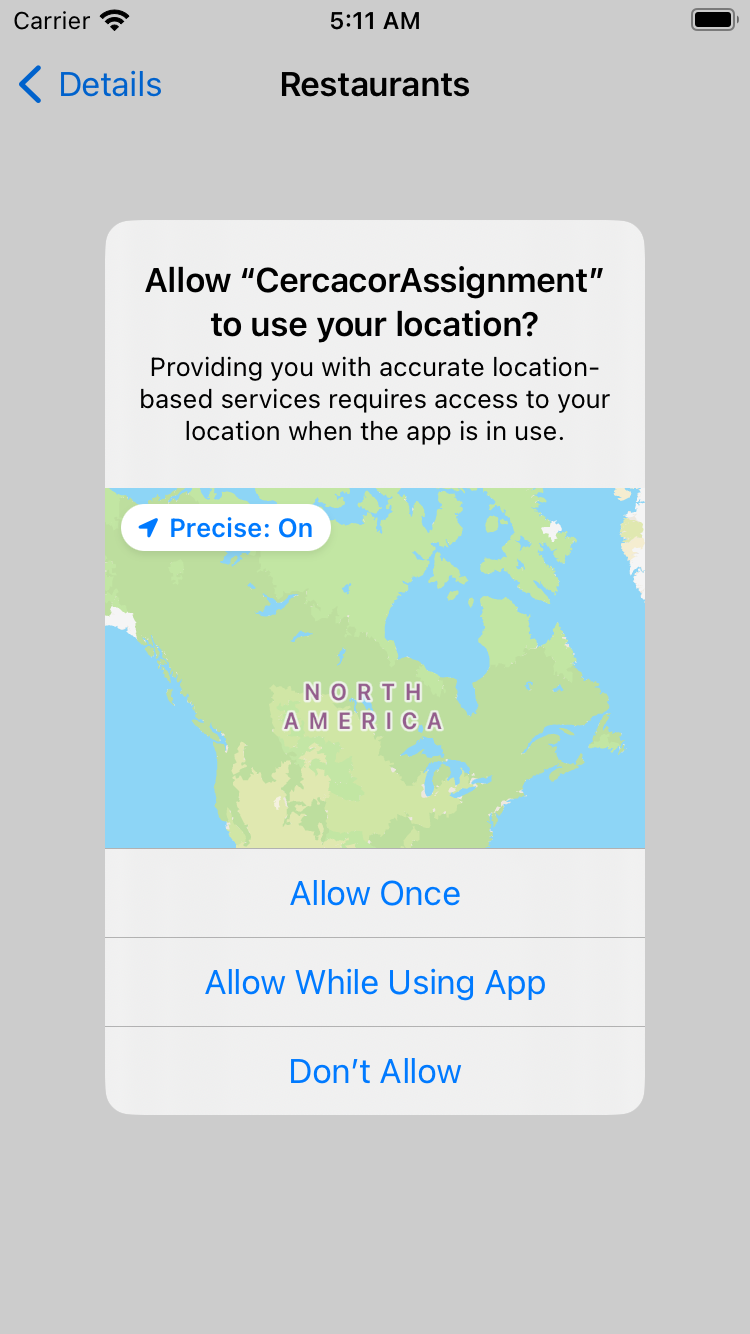 Carrier 5:11 AM
Details Restaurants
Allow “CercacorAssignment”
to use your location?
Providing you with accurate location-
based services requires access to your
location when the app is in use.
Precise: On
NORTH
AMERICA
Allow Once
Allow While Using App
Don’t Allow